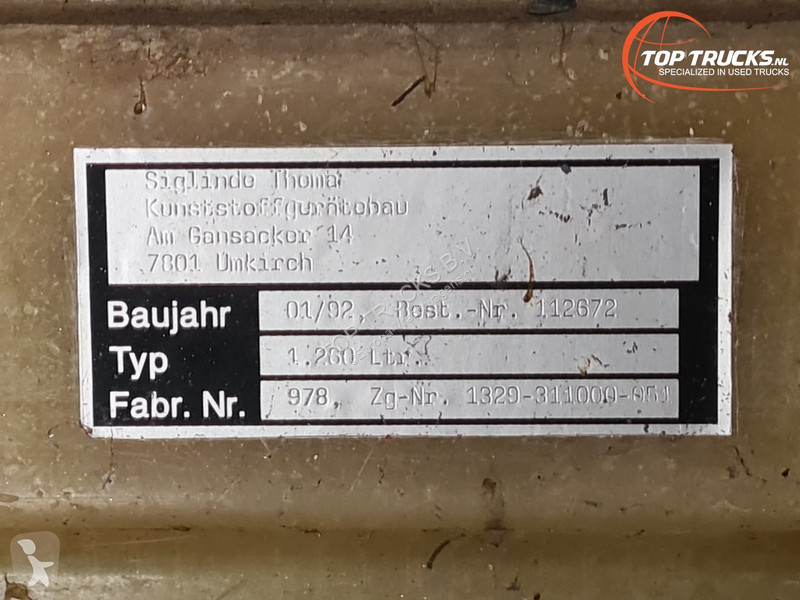 TOP TRUCKS.NL
SPECIALIZED IN USED TRUCKS
Siglinde Thoma
Kunststoffgerätebau
Am Gansacker 14
7801 Umkirch
Baujahr 01/92, Best.-Nr. 112672
Typ 1.260 Ltr.
Fabr. Nr. 978, Zg-Nr. 1329-311000-051